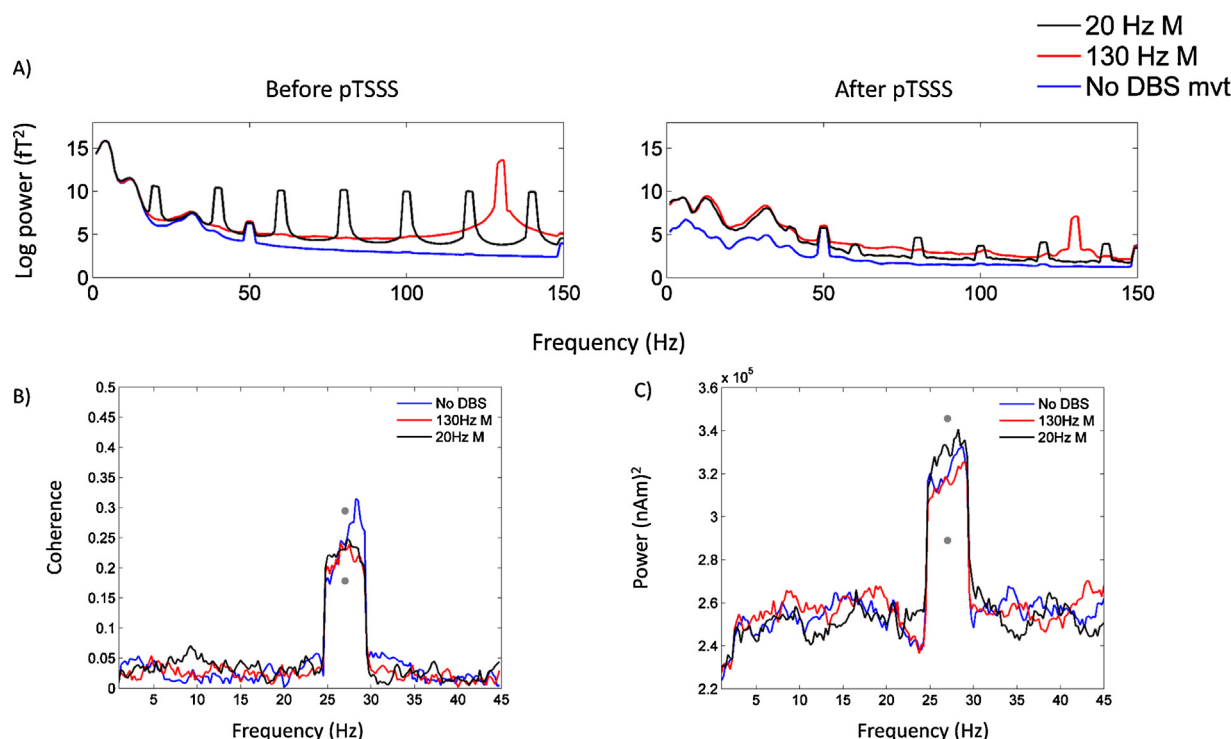 20 Hz M
130 Hz M
No DBS mvt
A)
Before pTSSS
After pTSSS
Log power (fT²)
15
10
5
0
0 50 100 150
15
10
5
0
0 50 100 150
Frequency (Hz)
B)
Coherence
0.5
0.45
0.4
0.35
0.3
0.25
0.2
0.15
0.1
0.05
0
5 10 15 20 25 30 35 40 45
Frequency (Hz)
No DBS
130Hz M
20Hz M
C)
Power (nAm)²
3.6 × 10⁵
3.4
3.2
3
2.8
2.6
2.4
2.2
5 10 15 20 25 30 35 40 45
Frequency (Hz)
No DBS
130Hz M
20Hz M